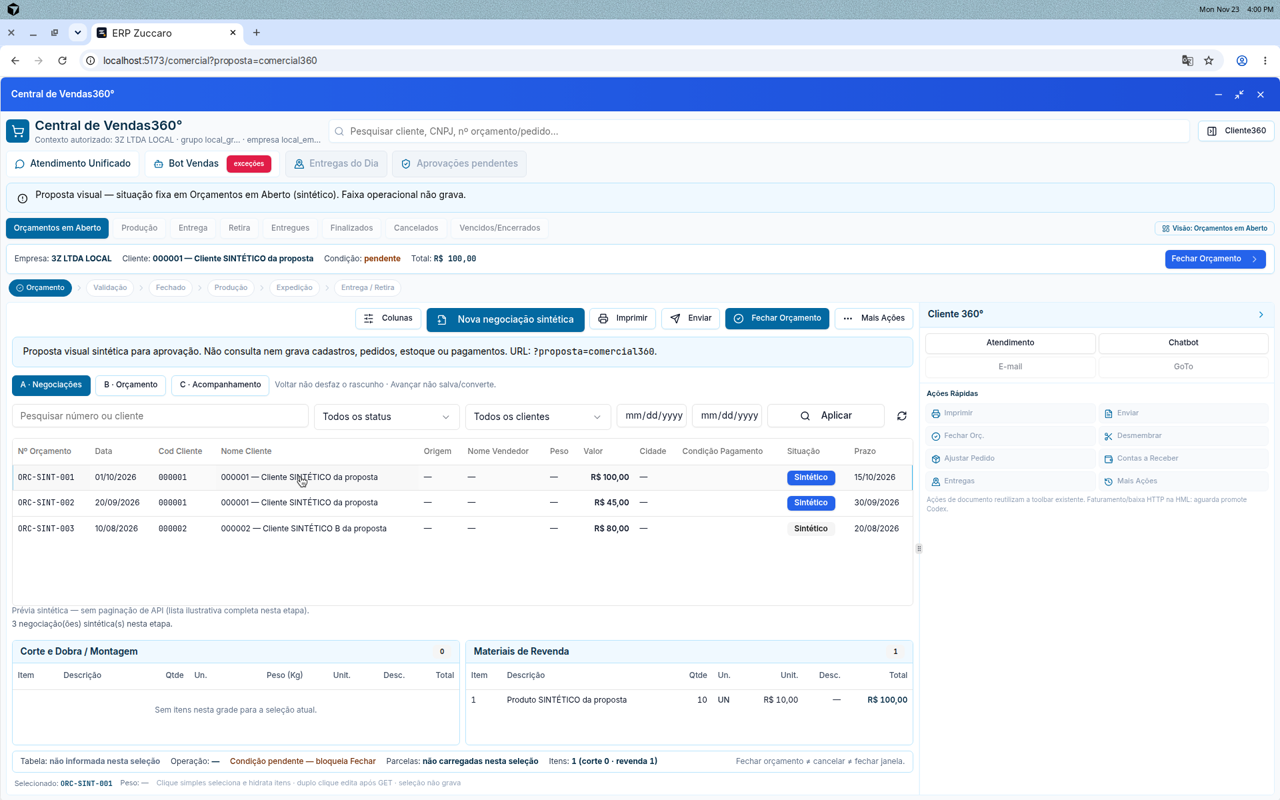 Mon Nov 23 4:00 PM
ERP Zuccaro
localhost:5173/comercial?proposta=comercial360
Central de Vendas360°
Central de Vendas360°
Contexto autorizado: 3Z LTDA LOCAL · grupo local_gr... · empresa local_em...
Pesquisar cliente, CNPJ, nº orçamento/pedido...
Cliente360
Atendimento Unificado
Bot Vendas exceções
Entregas do Dia
Aprovações pendentes
Proposta visual — situação fixa em Orçamentos em Aberto (sintético). Faixa operacional não grava.
Orçamentos em Aberto Produção Entrega Retira Entregues Finalizados Cancelados Vencidos/Encerrados Visão: Orçamentos em Aberto
Empresa: 3Z LTDA LOCAL Cliente: 000001 — Cliente SINTÉTICO da proposta Condição: pendente Total: R$ 100,00 Fechar Orçamento
Orçamento Validação Fechado Produção Expedição Entrega / Retira
Colunas Nova negociação sintética Imprimir Enviar Fechar Orçamento Mais Ações
Proposta visual sintética para aprovação. Não consulta nem grava cadastros, pedidos, estoque ou pagamentos. URL: ?proposta=comercial360.
A · Negociações B · Orçamento C · Acompanhamento Voltar não desfaz o rascunho · Avançar não salva/converte.
Pesquisar número ou cliente Todos os status Todos os clientes mm/dd/yyyy mm/dd/yyyy Aplicar
Nº Orçamento Data Cod Cliente Nome Cliente Origem Nome Vendedor Peso Valor Cidade Condição Pagamento Situação Prazo
ORC-SINT-001 01/10/2026 000001 000001 — Cliente SINTÉTICO da proposta — — — R$ 100,00 — Sintético 15/10/2026
ORC-SINT-002 20/09/2026 000001 000001 — Cliente SINTÉTICO da proposta — — — R$ 45,00 — Sintético 30/09/2026
ORC-SINT-003 10/08/2026 000002 000002 — Cliente SINTÉTICO B da proposta — — — R$ 80,00 — Sintético 20/08/2026
Prévia sintética — sem paginação de API (lista ilustrativa completa nesta etapa).
3 negociação(ões) sintética(s) nesta etapa.
Corte e Dobra / Montagem 0
Item Descrição Qtde Un. Peso (Kg) Unit. Desc. Total
Sem itens nesta grade para a seleção atual.
Materiais de Revenda 1
Item Descrição Qtde Un. Unit. Desc. Total
1 Produto SINTÉTICO da proposta 10 UN R$ 10,00 — R$ 100,00
Tabela: não informada nesta seleção Operação: — Condição pendente — bloqueia Fechar Parcelas: não carregadas nesta seleção Itens: 1 (corte 0 · revenda 1) Fechar orçamento ≠ cancelar ≠ fechar janela.
Selecionado: ORC-SINT-001 Peso: — Clique simples seleciona e hidrata itens · duplo clique edita após GET · seleção não grava
Cliente 360°
Atendimento Chatbot
E-mail GoTo
Ações Rápidas
Imprimir Enviar
Fechar Orç. Desmembrar
Ajustar Pedido Contas a Receber
Entregas Mais Ações
Ações de documento reutilizam a toolbar existente. Faturamento/baixa HTTP na HML: aguarda promote
Codex.